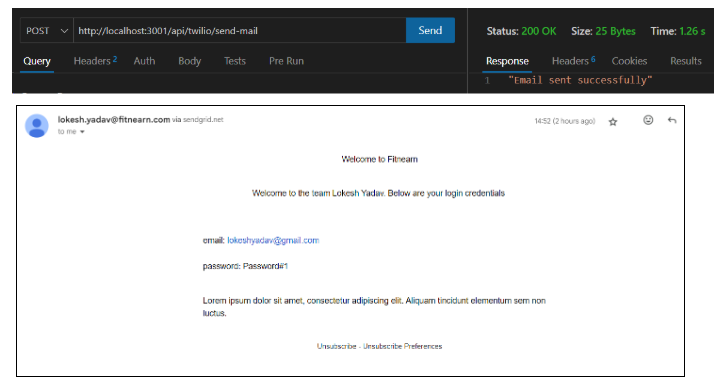 POST http://localhost:3001/api/twilio/send-mail Send
Status: 200 OK Size: 25 Bytes Time: 1.26 s
Query Headers 2 Auth Body Tests Pre Run
Response Headers 6 Cookies Results
1 "Email sent successfully"
lokesh.yadav@fitnearn.com via sendgrid.net
14:52 (2 hours ago)
to me
Welcome to Fitnearn
Welcome to the team Lokesh Yadav. Below are your login credentials
email: lokeshyadav@gmail.com
password: Password#1
Lorem ipsum dolor sit amet, consectetur adipiscing elit. Aliquam tincidunt elementum sem non
luctus.
Unsubscribe - Unsubscribe Preferences